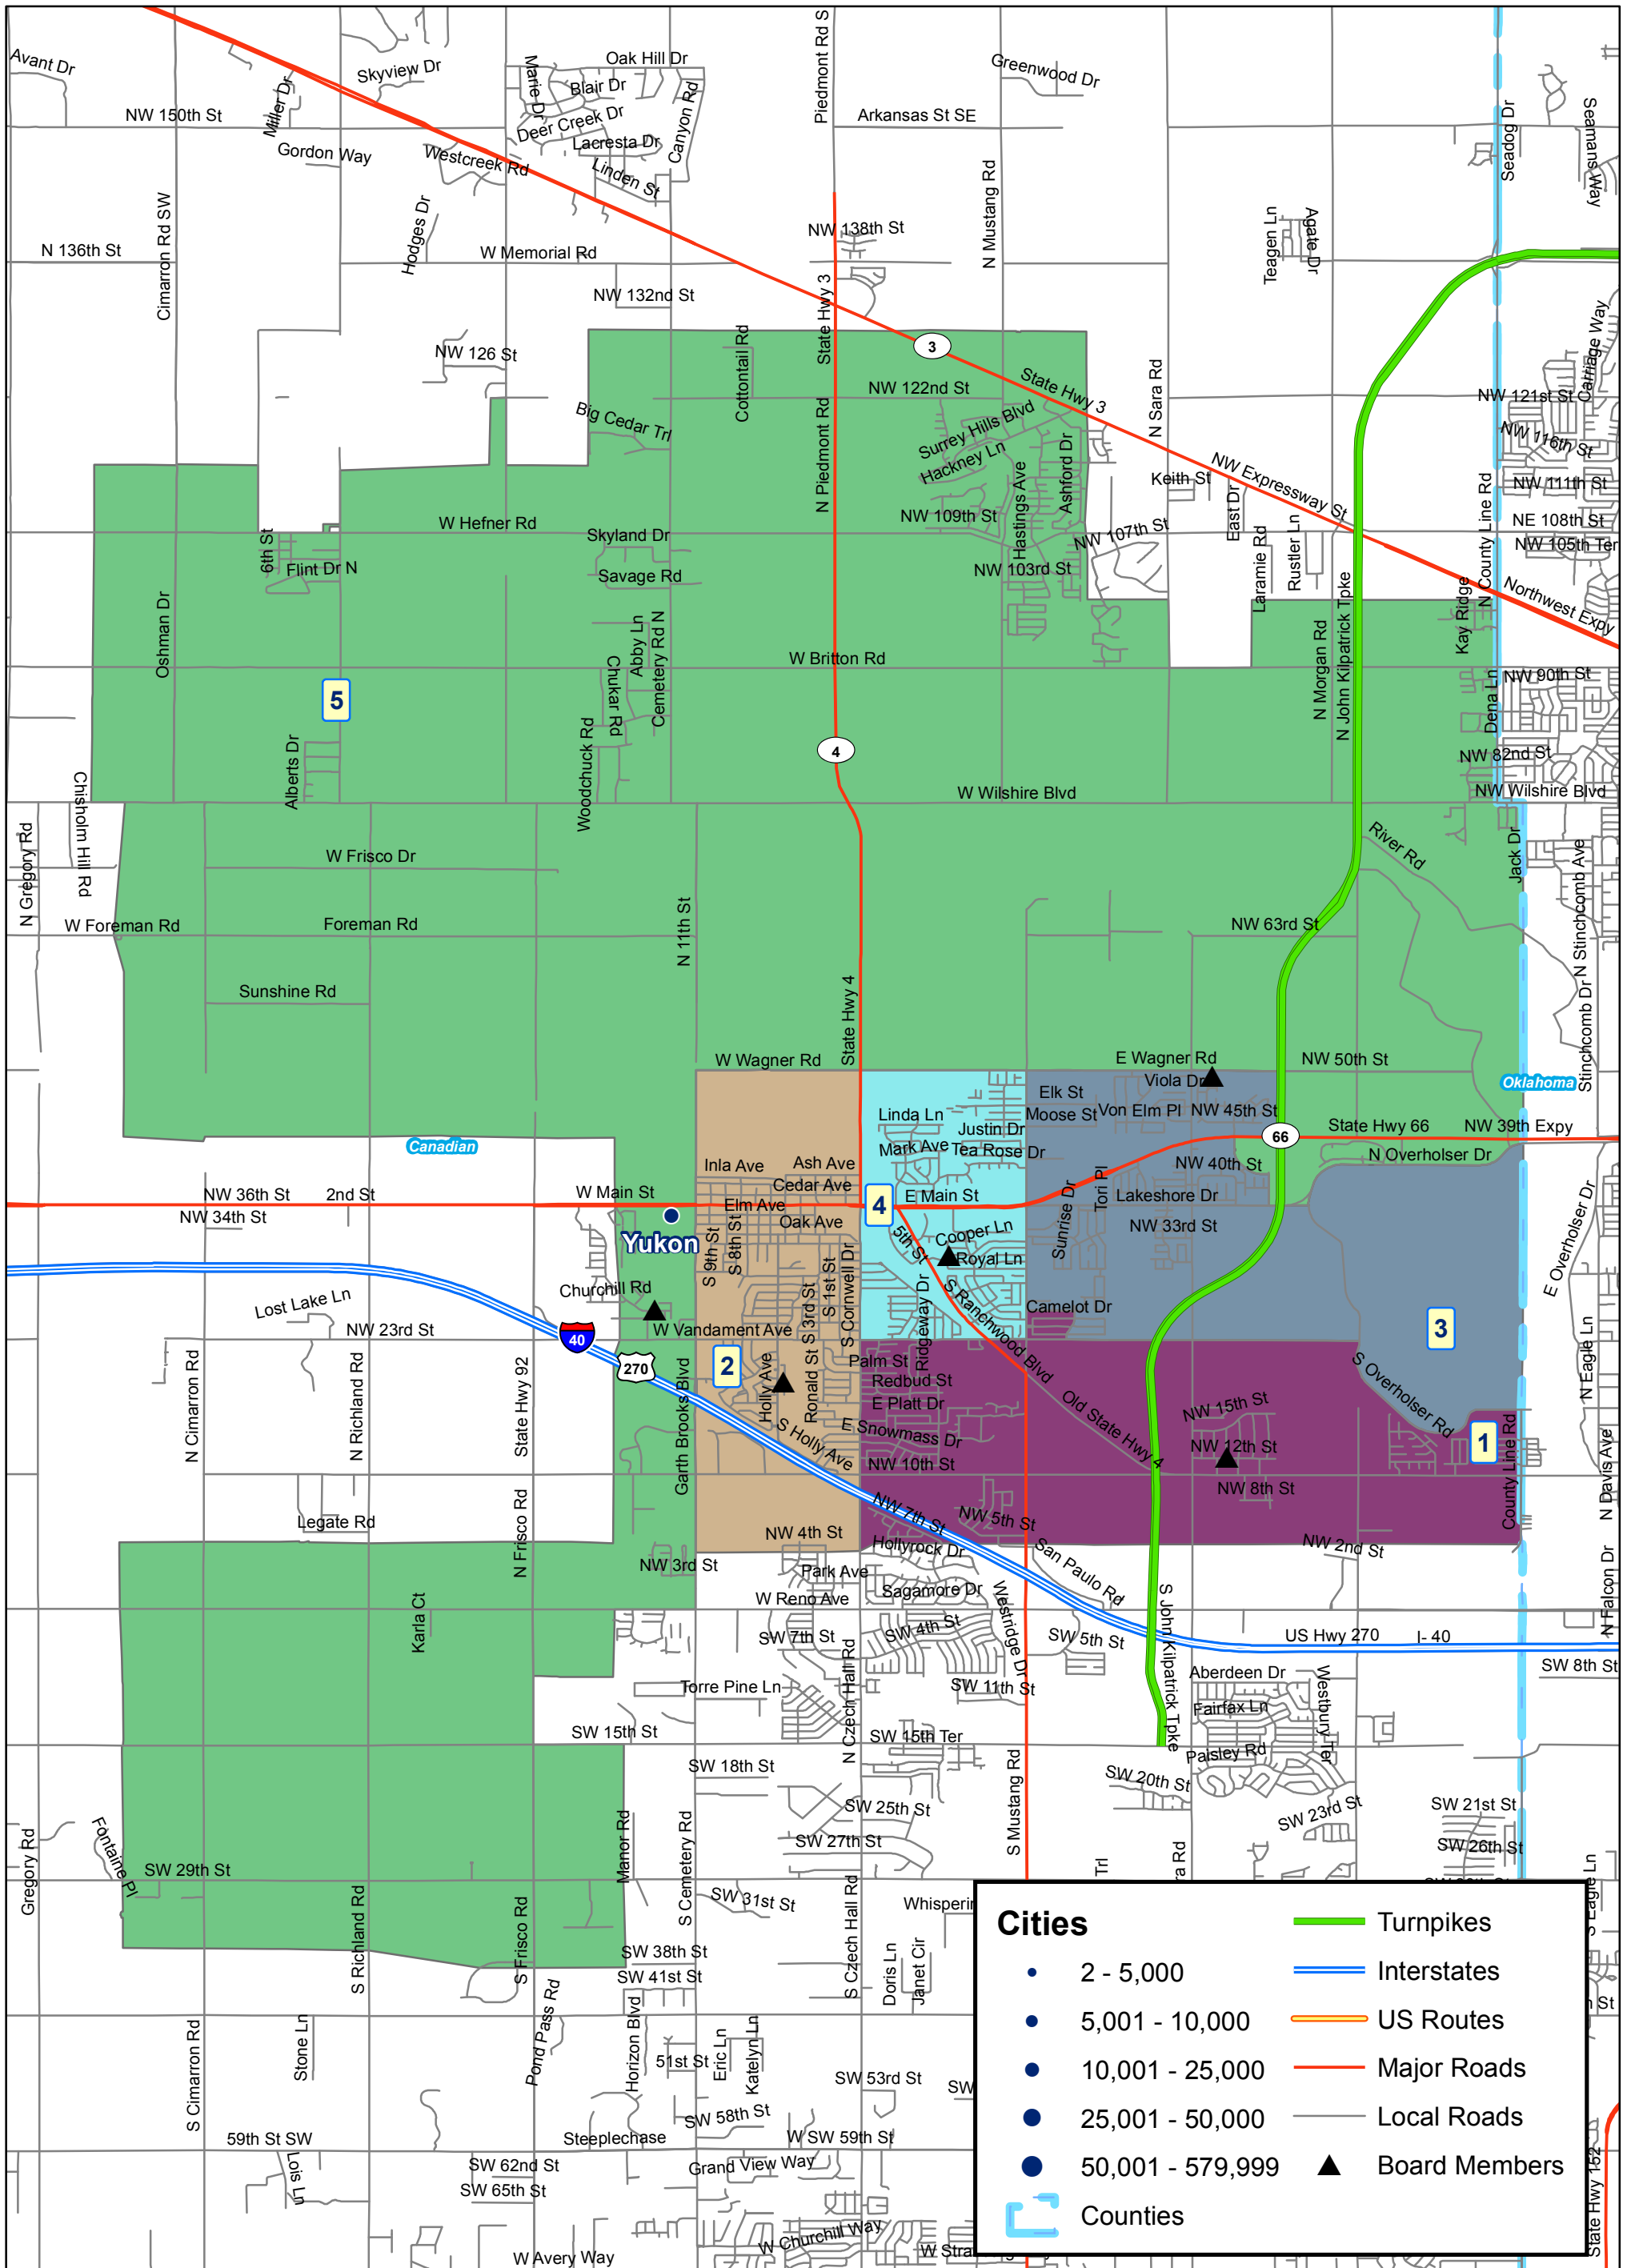 Avant Dr
Skyview Dr
Miller Dr
Marie Dr
Oak Hill Dr
Blair Dr
Deer Creek Dr
Lacresta Dr
Canyon Rd
Piedmont Rd S
Greenwood Dr
Arkansas St SE
Seadog Dr
Seamans Way
NW 150th St
Gordon Way
Westcreek Rd
Linden St
Cimarron Rd SW
Hodges Dr
N Mustang Rd
NW 138th St
Teagen Ln
Agate Dr
N 136th St
W Memorial Rd
NW 132nd St
State Hwy 3
Carriage Way
NW 126 St
Cottontail Rd
3
State Hwy 3
NW 122nd St
N Sara Rd
NW 121st St
Big Cedar Trl
N Piedmont Rd
Surrey Hills Blvd
Hackney Ln
Hastings Ave
Ashford Dr
NW 116th St
NW Expressway St
Keith St
East Dr
NW 111th St
N County Line Rd
NW 109th St
NE 108th St
W Hefner Rd
Skyland Dr
NW 107th St
NW 105th Ter
6th St
Flint Dr N
Savage Rd
NW 103rd St
Laramie Rd
Rustler Ln
N John Kilpatrick Tpke
Kay Ridge
Northwest Expy
Oshman Dr
Abby Ln
Cemetery Rd N
Chukar Rd
W Britton Rd
N Morgan Rd
NW 90th St
Dena Ln
5
4
Alberts Dr
Woodchuck Rd
NW 82nd St
Chisholm Hill Rd
W Wilshire Blvd
NW Wilshire Blvd
N Gregory Rd
W Frisco Dr
River Rd
Jack Dr
N Stinchcomb Ave
W Foreman Rd
Foreman Rd
N 11th St
NW 63rd St
Sunshine Rd
State Hwy 4
Stinchcomb Dr
W Wagner Rd
E Wagner Rd
NW 50th St
Viola Dr
Oklahoma
Elk St
Linda Ln
Moose St
Von Elm Pl
NW 45th St
Justin Dr
State Hwy 66
NW 39th Expy
66
Canadian
Mark Ave
Tea Rose Dr
N Overholser Dr
Inla Ave
Ash Ave
NW 40th St
Cedar Ave
NW 36th St
2nd St
W Main St
Elm Ave
4
E Main St
Tori Pl
Lakeshore Dr
NW 34th St
Oak Ave
NW 33rd St
Yukon
S 9th St
S 8th St
5th St
Cooper Ln
Royal Ln
Sunrise Dr
E Overholser Dr
Churchill Rd
S 1st St
S Cornwell Dr
S 3rd St
Ridgeway Dr
S Ranchwood Blvd
Camelot Dr
Lost Lake Ln
NW 23rd St
40
W Vandament Ave
3
270
2
Palm St
Redbud St
N Cimarron Rd
N Richland Rd
State Hwy 92
Garth Brooks Blvd
Holly Ave
Ronald St
E Platt Dr
Old State Hwy 4
S Overholser Rd
N Eagle Ln
NW 15th St
S Holly Ave
E Snowmass Dr
NW 12th St
1
NW 10th St
County Line Rd
N Davis Ave
NW 8th St
Legate Rd
N Frisco Rd
NW 7th St
NW 5th St
NW 4th St
Hollyrock Dr
San Paulo Rd
NW 2nd St
NW 3rd St
Park Ave
Sagamore Dr
Westridge Dr
N Falcon Dr
W Reno Ave
Karla Ct
SW 7th St
SW 4th St
SW 5th St
S John Kilpatrick Tpke
US Hwy 270
I- 40
SW 8th St
Torre Pine Ln
N Czech Hall Rd
SW 11th St
Aberdeen Dr
Fairfax Ln
Westbury Ter
SW 15th St
SW 15th Ter
SW 18th St
S Mustang Rd
Paisley Rd
SW 20th St
SW 25th St
SW 23rd St
SW 21st St
Gregory Rd
Fontaine Pl
Manor Rd
S Cemetery Rd
SW 27th St
SW 26th St
SW 29th St
Trl
ra Rd
SW 31st St
S Richland Rd
S Frisco Rd
S Czech Hall Rd
Whisperin
S Eagle Ln
SW 38th St
SW 41st St
Doris Ln
Janet Cir
S Cimarron Rd
Stone Ln
Pond Pass Rd
Horizon Blvd
51st St
Eric Ln
Katelyn Ln
SW 53rd St
SW
SW 58th St
59th St SW
Steeplechase
W SW 59th St
Lois Ln
SW 62nd St
Grand View Way
SW 65th St
W Churchill Way
W Avery Way
State Hwy 152
Cities
2 - 5,000
5,001 - 10,000
10,001 - 25,000
25,001 - 50,000
50,001 - 579,999
Counties
Turnpikes
Interstates
US Routes
Major Roads
Local Roads
Board Members